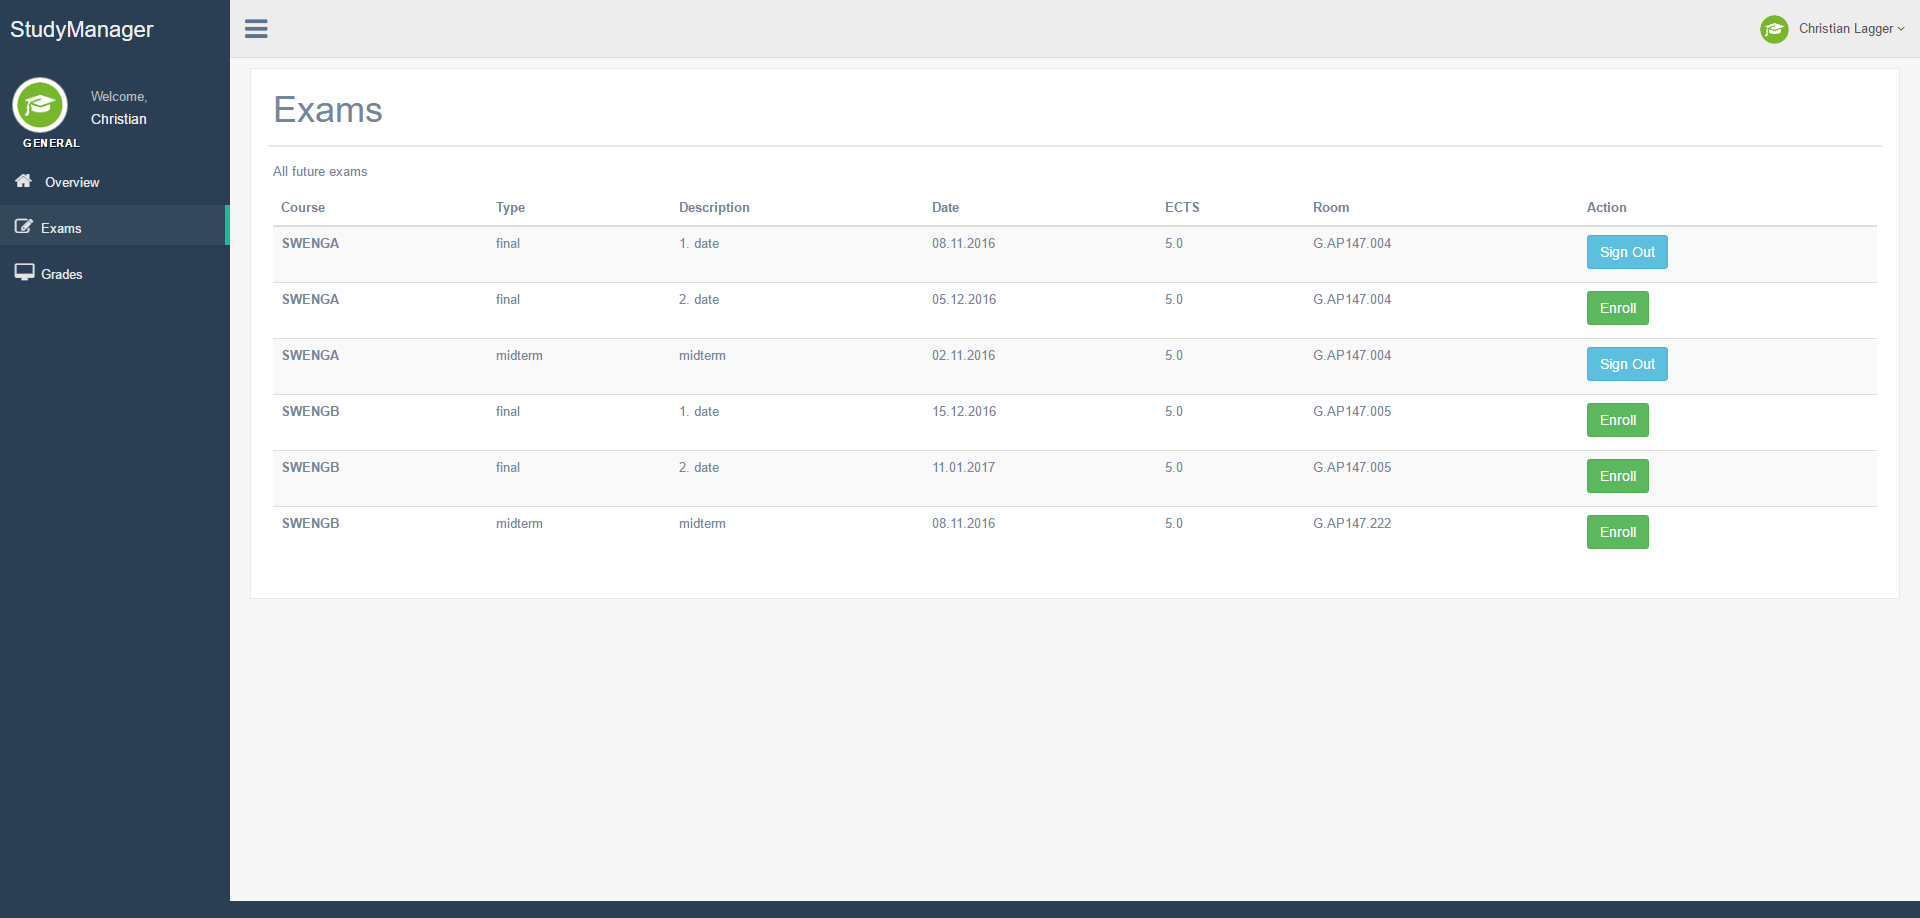 StudyManager
Christian Lagger
Welcome,
Christian
GENERAL
Overview
Exams
Grades
Exams
All future exams
Course Type Description Date ECTS Room Action
SWENGA final 1. date 08.11.2016 5.0 G.AP147.004 Sign Out
SWENGA final 2. date 05.12.2016 5.0 G.AP147.004 Enroll
SWENGA midterm midterm 02.11.2016 5.0 G.AP147.004 Sign Out
SWENGB final 1. date 15.12.2016 5.0 G.AP147.005 Enroll
SWENGB final 2. date 11.01.2017 5.0 G.AP147.005 Enroll
SWENGB midterm midterm 08.11.2016 5.0 G.AP147.222 Enroll